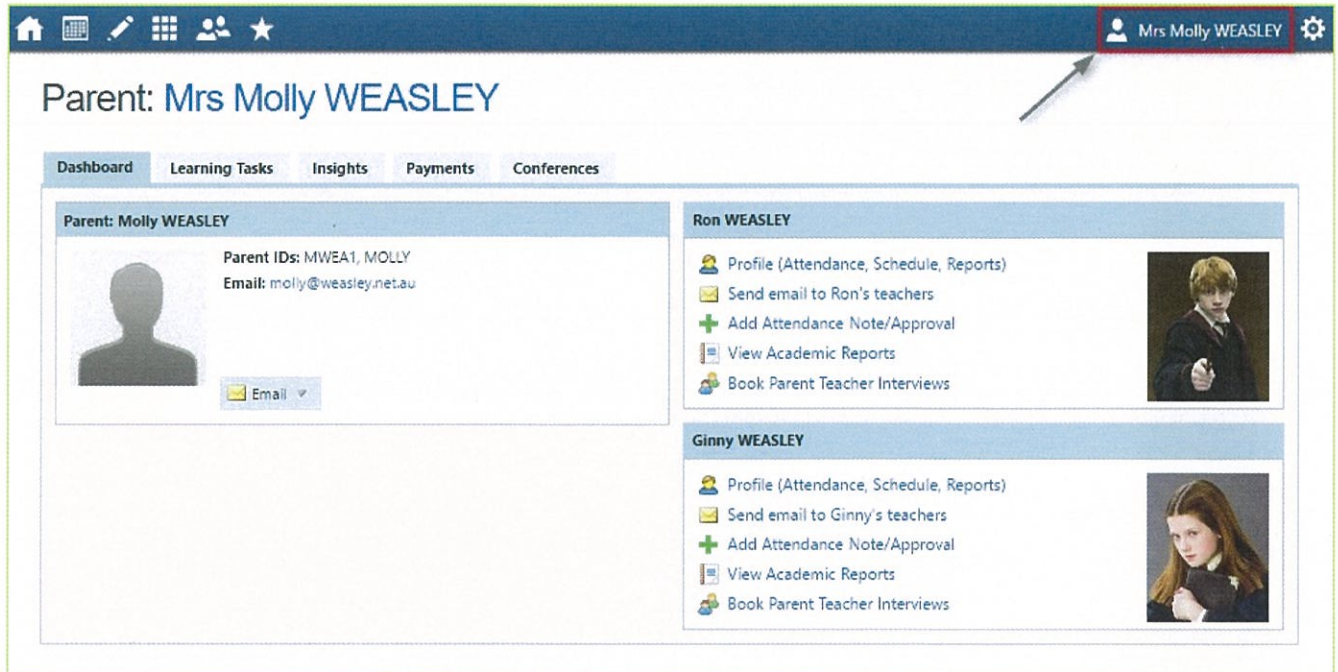 Mrs Molly WEASLEY
Parent: Mrs Molly WEASLEY
Dashboard Learning Tasks Insights Payments Conferences
Parent: Molly WEASLEY
Parent IDs: MWEA1, MOLLY
Email: molly@weasley.net.au
Email
Ron WEASLEY
Profile (Attendance, Schedule, Reports)
Send email to Ron's teachers
Add Attendance Note/Approval
View Academic Reports
Book Parent Teacher Interviews
Ginny WEASLEY
Profile (Attendance, Schedule, Reports)
Send email to Ginny's teachers
Add Attendance Note/Approval
View Academic Reports
Book Parent Teacher Interviews